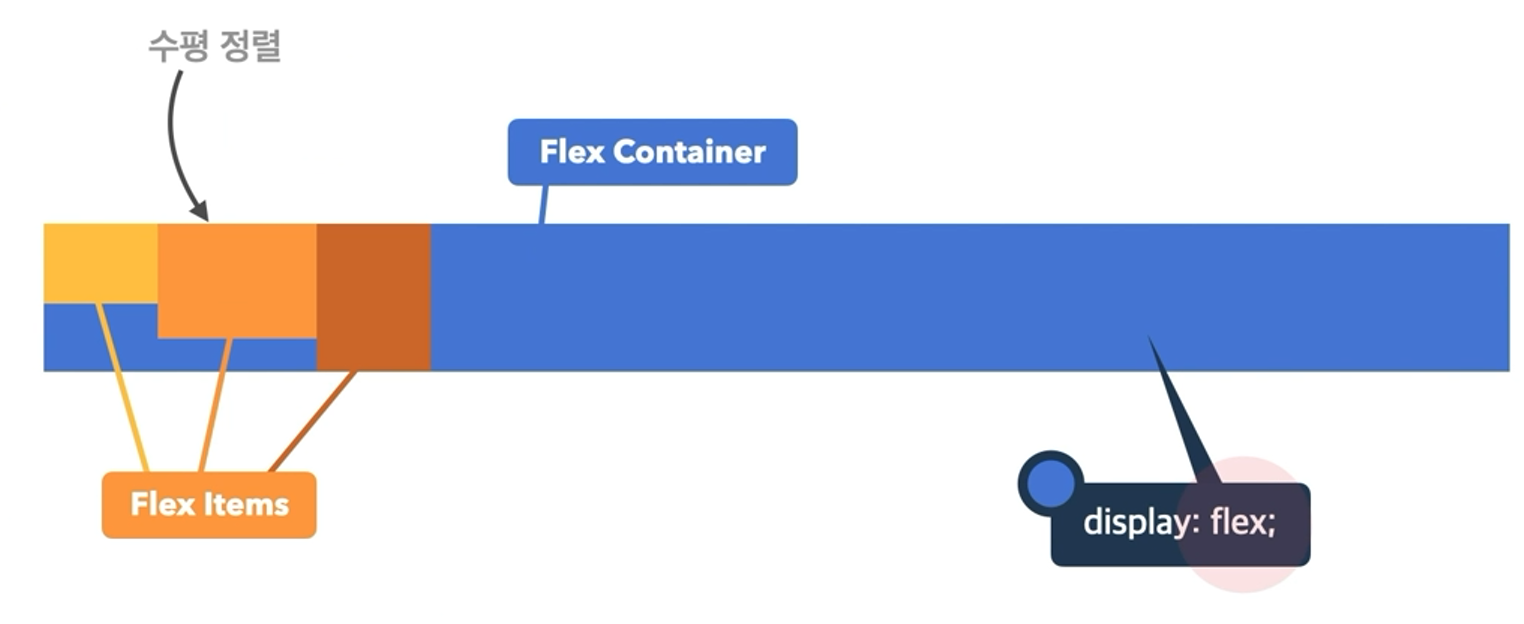 수평 정렬
Flex Container
Flex Items
display: flex;